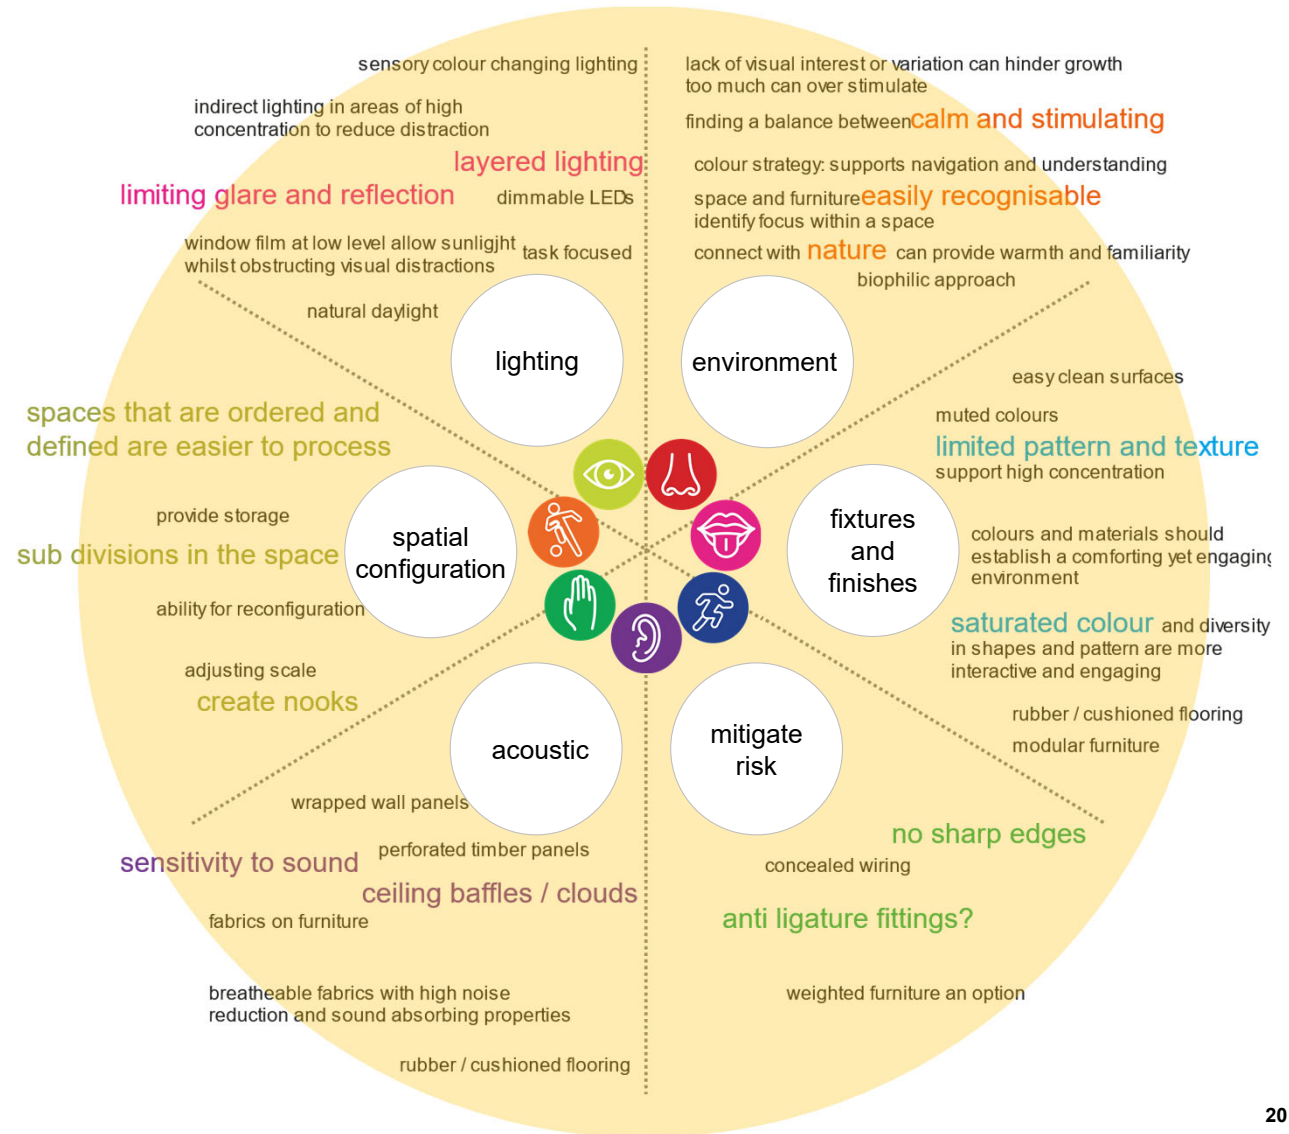 sensory colour changing lighting
indirect lighting in areas of high
concentration to reduce distraction
layered lighting
limiting glare and reflection
dimmable LEDs
window film at low level allow sunligjht
whilst obstructing visual distractions
task focused
natural daylight
lighting
lack of visual interest or variation can hinder growth
too much can over stimulate
finding a balance between calm and stimulating
colour strategy: supports navigation and understanding
space and furniture easily recognisable
identify focus within a space
connect with nature can provide warmth and familiarity
biophilic approach
environment
easy clean surfaces
muted colours
limited pattern and texture
support high concentration
fixtures
and
finishes
colours and materials should
establish a comforting yet engaging
environment
saturated colour and diversity
in shapes and pattern are more
interactive and engaging
rubber / cushioned flooring
modular furniture
spaces that are ordered and
defined are easier to process
provide storage
sub divisions in the space
spatial
configuration
ability for reconfiguration
adjusting scale
create nooks
acoustic
wrapped wall panels
perforated timber panels
sensitivity to sound
ceiling baffles / clouds
fabrics on furniture
breatheable fabrics with high noise
reduction and sound absorbing properties
rubber / cushioned flooring
mitigate
risk
no sharp edges
concealed wiring
anti ligature fittings?
weighted furniture an option
20